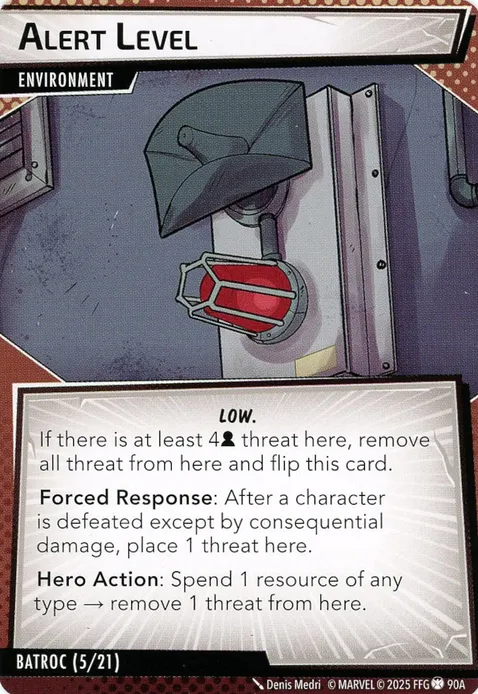 ALERT LEVEL
ENVIRONMENT
LOW.
If there is at least 4 threat here, remove
all threat from here and flip this card.
Forced Response: After a character
is defeated except by consequential
damage, place 1 threat here.
Hero Action: Spend 1 resource of any
type → remove 1 threat from here.
BATROC (5/21)
Denis Medri © MARVEL © 2025 FFG 90A